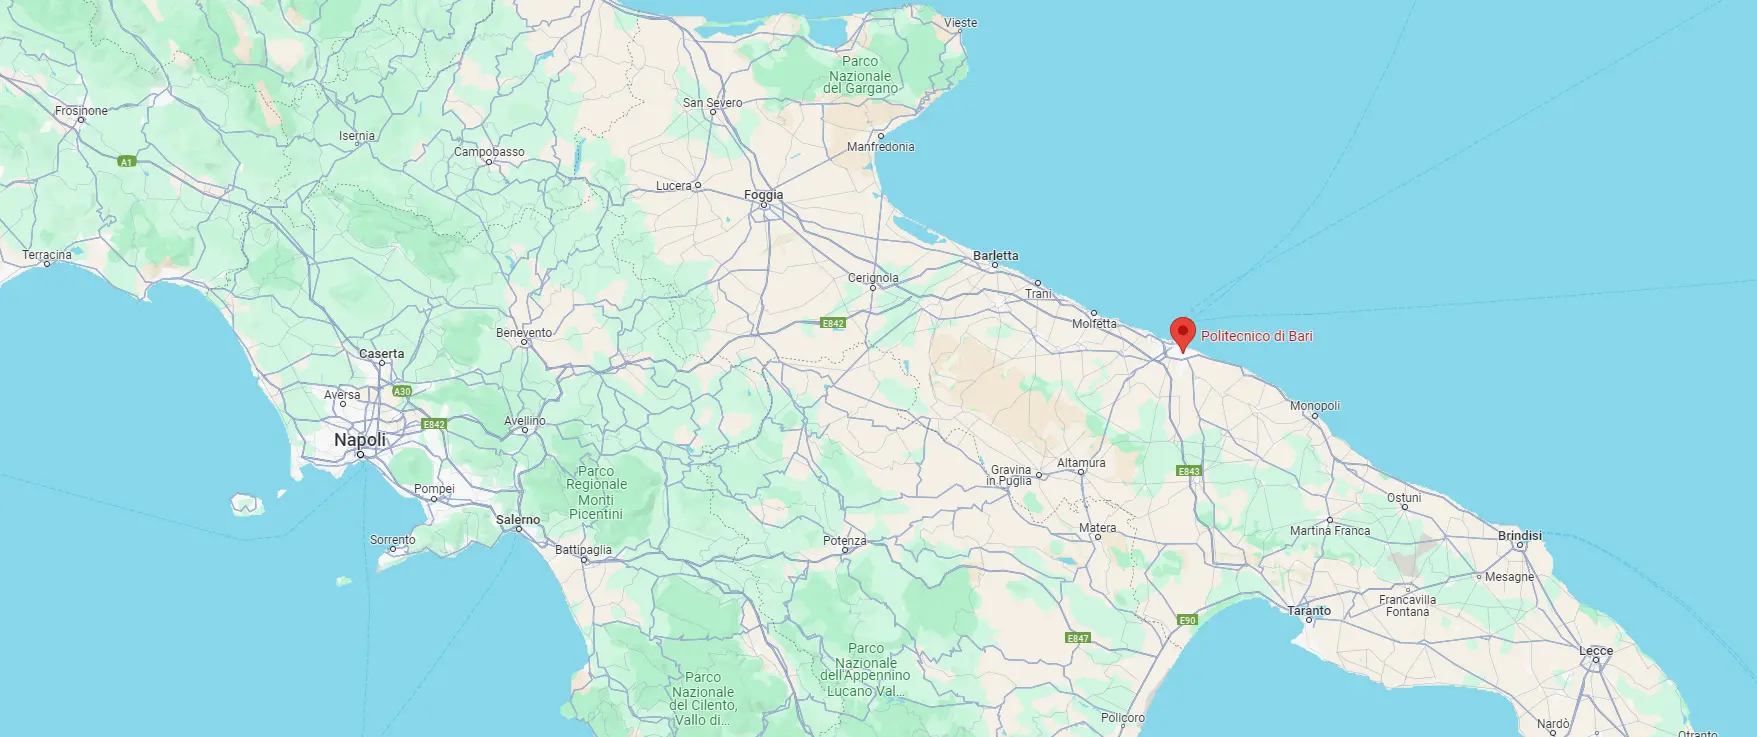 Vieste
Parco
Nazionale
del Gargano
San Severo
Frosinone
Isernia
Manfredonia
Campobasso
A1
Lucera
Foggia
Terracina
Barletta
Cerignola
Trani
E842
Molfetta
Benevento
Politecnico di Bari
Caserta
A30
Aversa
Monopoli
E842
Avellino
Napoli
Altamura
Gravina
in Puglia
E843
Parco
Regionale
Monti
Picentini
Pompei
Ostuni
Salerno
Matera
Martina Franca
Brindisi
Sorrento
Potenza
Battipaglia
Mesagne
Francavilla
Fontana
Taranto
E90
E847
Lecce
Parco
Nazionale
dell'Appennino
Lucano Val...
Parco
Nazionale
del Cilento,
Vallo di...
Policoro
Nardò
Otranto